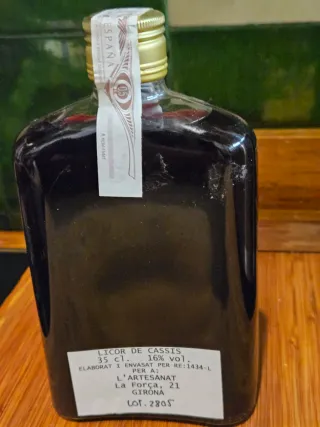 ESPAÑA
LICOR DE CASSIS
35 cl. 16% vol.
ELABORAT I ENVASAT PER RE:1434-L
PER A:
L'ARTESANAT
La Força, 21
GIRONA
LOT. 2805